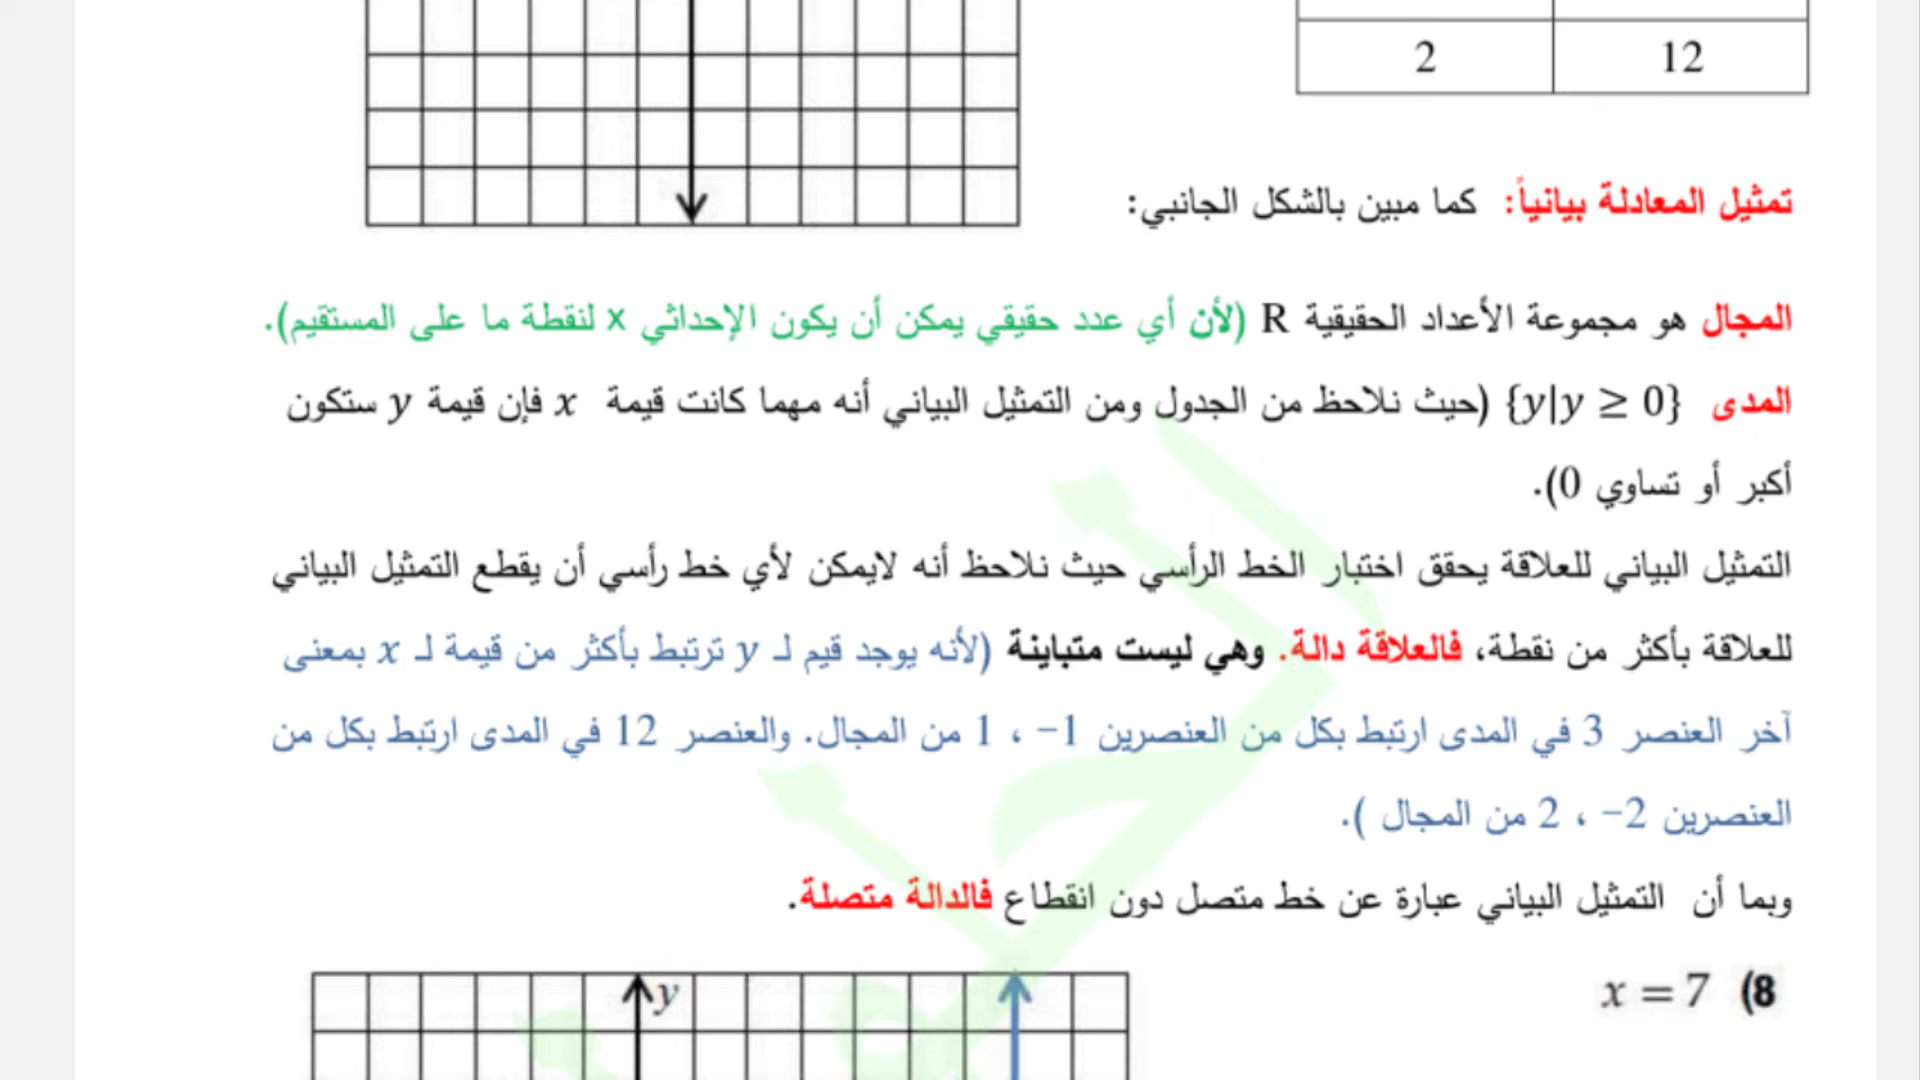 2 12
تمثيل المعادلة بيانياً: كما مبين بالشكل الجانبي:
المجال هو مجموعة الأعداد الحقيقية R (لأن أي عدد حقيقي يمكن أن يكون الإحداثي x لنقطة ما على المستقيم).
المدى {y|y ≥ 0} (حيث نلاحظ من الجدول ومن التمثيل البياني أنه مهما كانت قيمة x فإن قيمة y ستكون
أكبر أو تساوي 0).
التمثيل البياني للعلاقة يحقق اختبار الخط الرأسي حيث نلاحظ أنه لايمكن لأي خط رأسي أن يقطع التمثيل البياني
للعلاقة بأكثر من نقطة، فالعلاقة دالة. وهي ليست متباينة (لأنه يوجد قيم لـ y ترتبط بأكثر من قيمة لـ x بمعنى
آخر العنصر 3 في المدى ارتبط بكل من العنصرين 1− ، 1 من المجال. والعنصر 12 في المدى ارتبط بكل من
العنصرين 2− ، 2 من المجال ).
وبما أن التمثيل البياني عبارة عن خط متصل دون انقطاع فالدالة متصلة.
8) x = 7
y